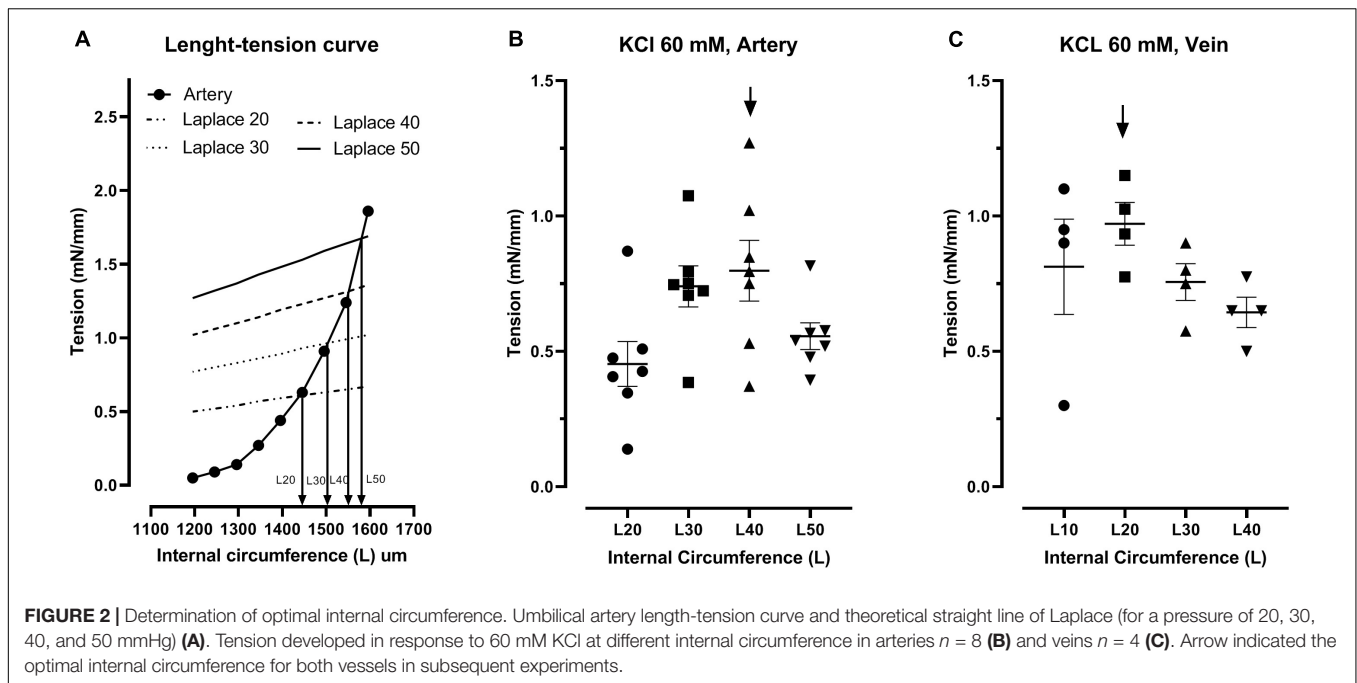 A
Lenght-tension curve
Artery
Laplace 20
Laplace 30
Laplace 40
Laplace 50
Tension (mN/mm)
2.5
2.0
1.5
1.0
0.5
0.0
L20
L30
L40
L50
1100 1200 1300 1400 1500 1600 1700
Internal circumference (L) um
B
KCl 60 mM, Artery
Tension (mN/mm)
1.5
1.0
0.5
0.0
L20 L30 L40 L50
Internal Circumference (L)
C
KCL 60 mM, Vein
Tension (mN/mm)
1.5
1.0
0.5
0.0
L10 L20 L30 L40
Internal Circumference (L)
FIGURE 2 | Determination of optimal internal circumference. Umbilical artery length-tension curve and theoretical straight line of Laplace (for a pressure of 20, 30,
40, and 50 mmHg) (A). Tension developed in response to 60 mM KCl at different internal circumference in arteries n = 8 (B) and veins n = 4 (C). Arrow indicated the
optimal internal circumference for both vessels in subsequent experiments.